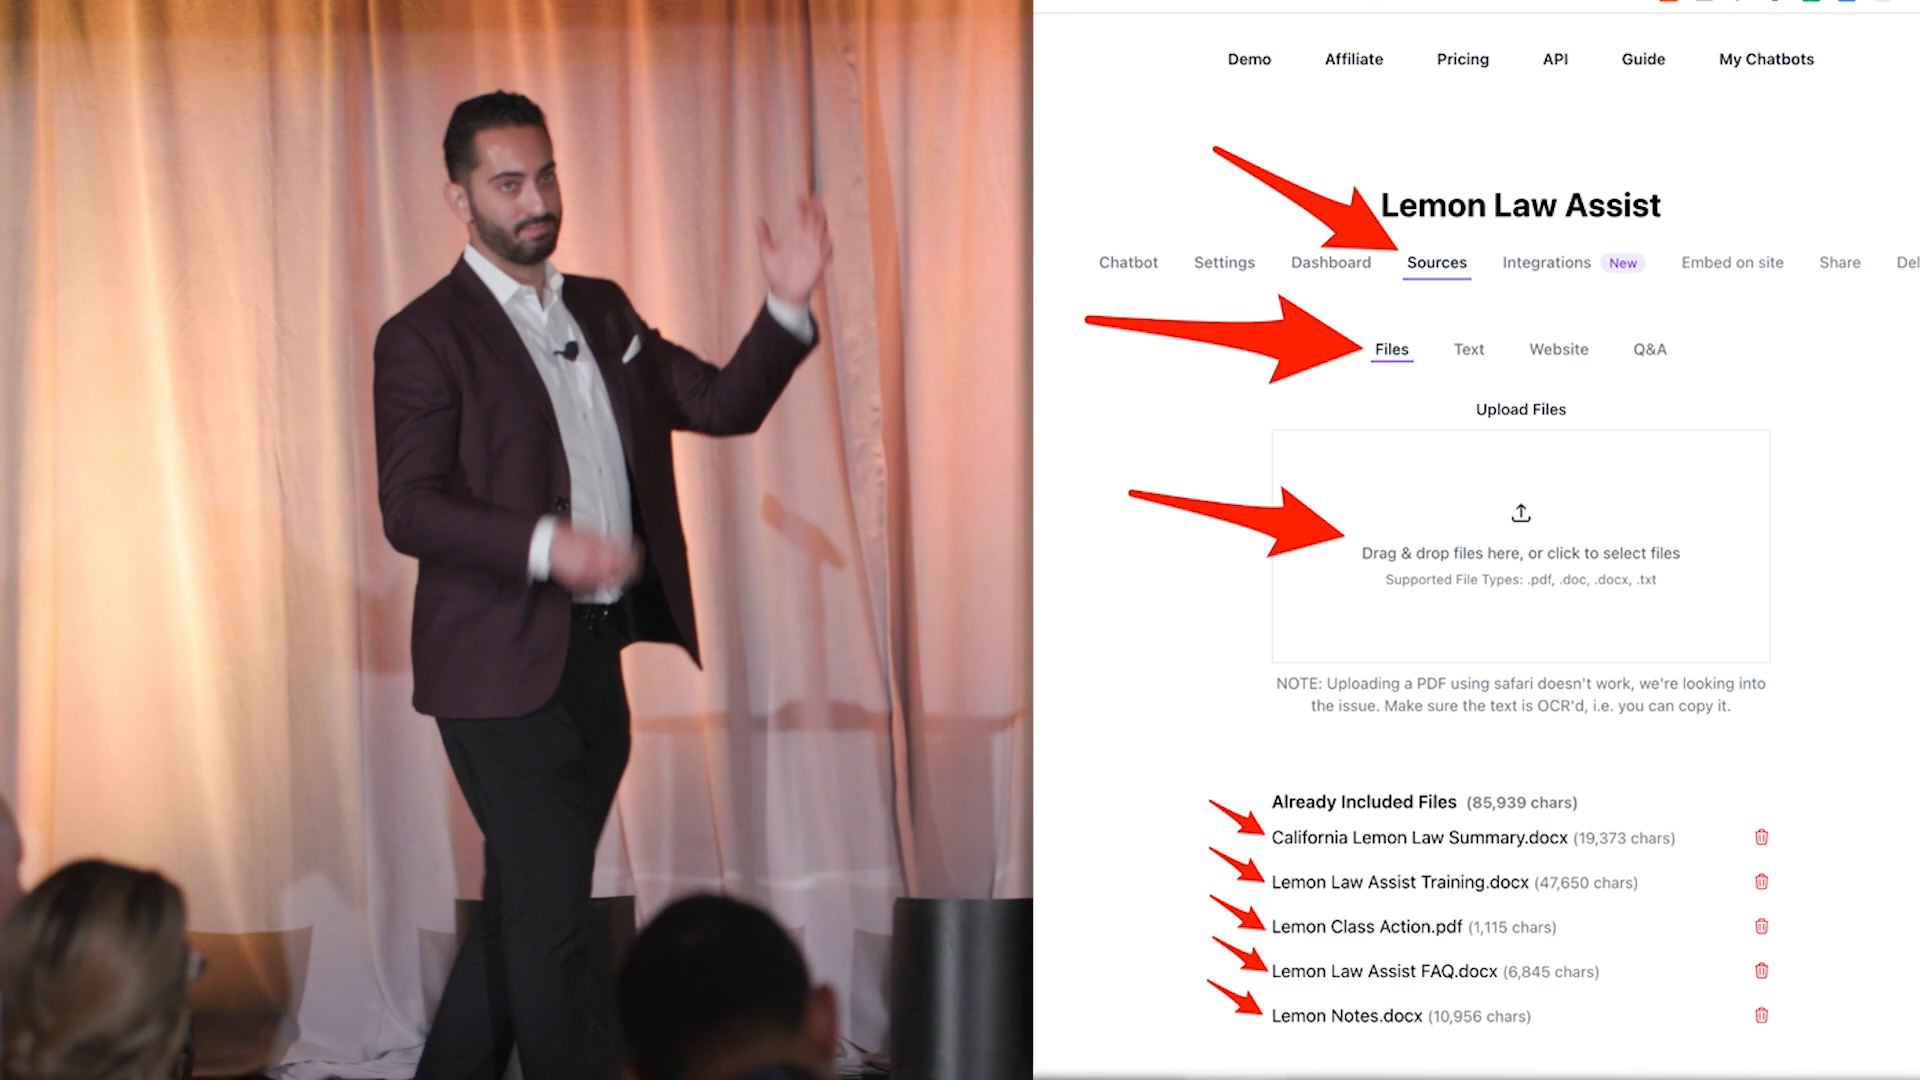 Demo Affiliate Pricing API Guide My Chatbots
Lemon Law Assist
Chatbot Settings Dashboard Sources Integrations New Embed on site Share
Files Text Website Q&A
Upload Files
Drag & drop files here, or click to select files
Supported File Types: .pdf, .doc, .docx, .txt
NOTE: Uploading a PDF using safari doesn't work, we're looking into
the issue. Make sure the text is OCR'd, i.e. you can copy it.
Already Included Files (85,939 chars)
California Lemon Law Summary.docx (19,373 chars)
Lemon Law Assist Training.docx (47,650 chars)
Lemon Class Action.pdf (1,115 chars)
Lemon Law Assist FAQ.docx (6,845 chars)
Lemon Notes.docx (10,956 chars)